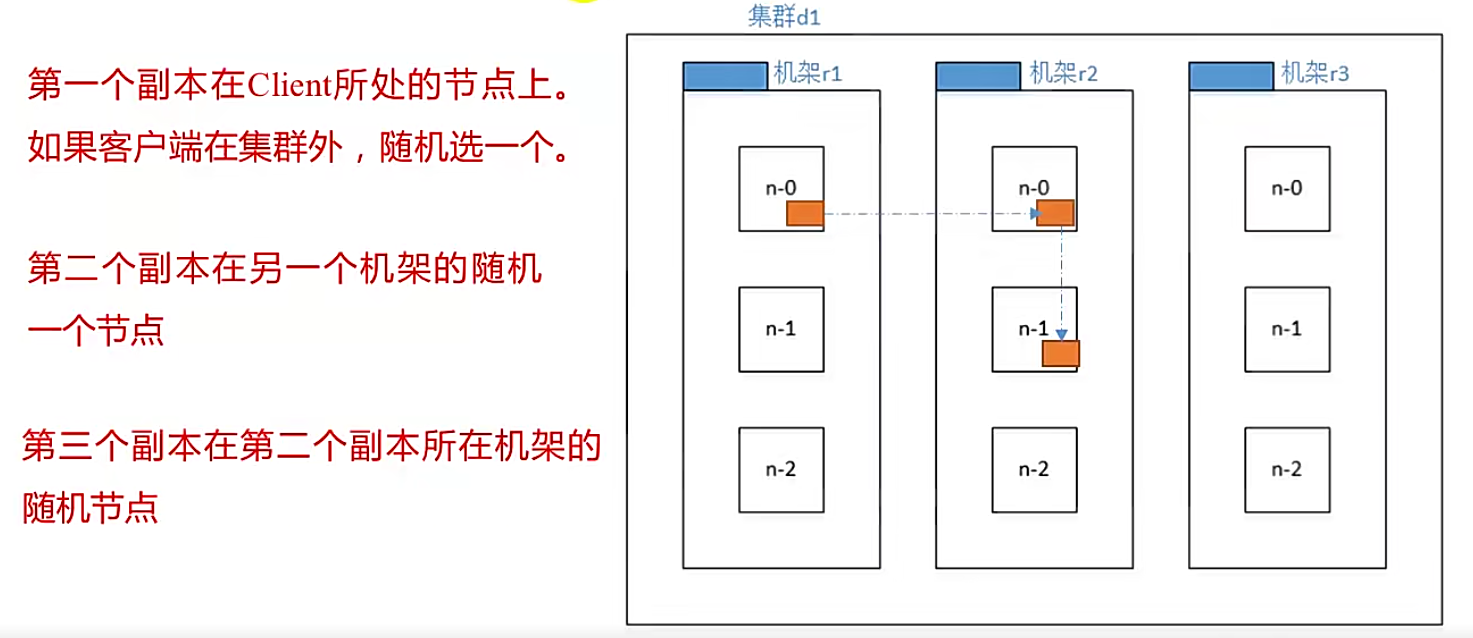 集群d1
第一个副本在Client所处的节点上。
如果客户端在集群外，随机选一个。
第二个副本在另一个机架的随机
一个节点
第三个副本在第二个副本所在机架的
随机节点
机架r1
n-0
n-1
n-2
机架r2
n-0
n-1
n-2
机架r3
n-0
n-1
n-2